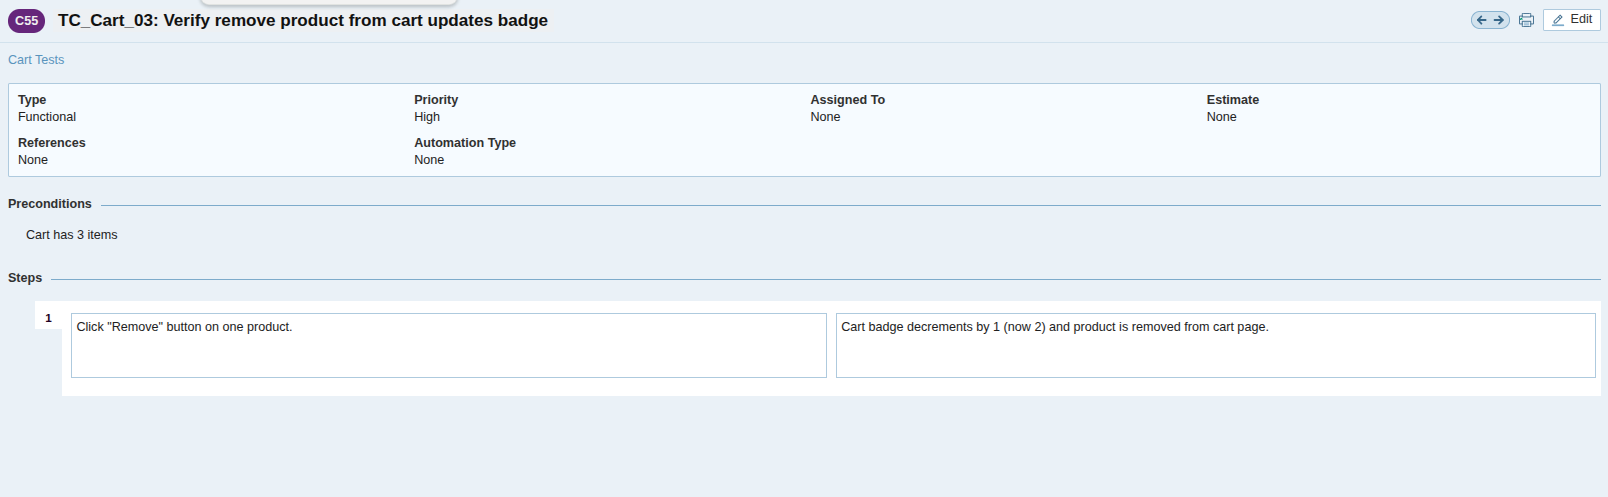 C55 TC_Cart_03: Verify remove product from cart updates badge Edit
Cart Tests
Type Priority Assigned To Estimate
Functional High None None
References Automation Type
None None
Preconditions
Cart has 3 items
Steps
1 Click "Remove" button on one product. Cart badge decrements by 1 (now 2) and product is removed from cart page.